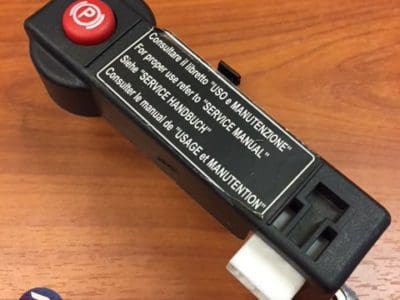 P
Consultare il libretto "USO e MANUTENZIONE"
For proper use refer to "SERVICE MANUAL"
Siehe "SERVICE HANDBUCH"
Consulter le manual de "USAGE et MANUTENTION"